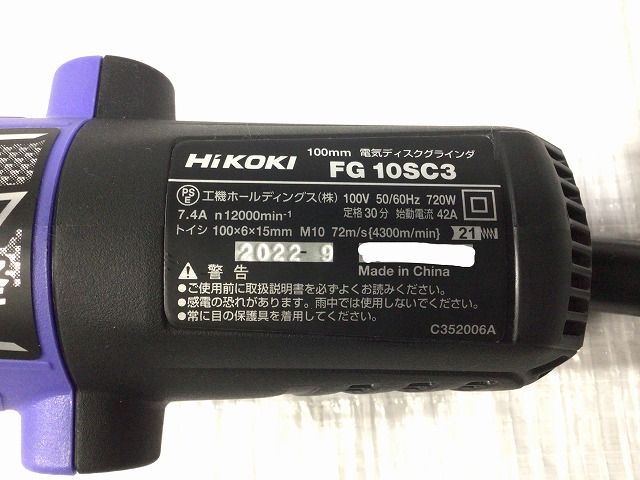 HiKOKI
100mm 電気ディスクグラインダ
FG 10SC3
PS E 工機ホールディングス(株) 100V 50/60Hz 720W
7.4A n12000min⁻¹ 定格30分 始動電流 42A
トイシ 100×6×15mm M10 72m/s{4300m/min} 21
2022-9
Made in China
警告
●ご使用前に取扱説明書を必ずよくお読みください。
●感電の恐れがあります。雨中では使用しないでください。
●常に目の保護具を着用してください。
C352006A